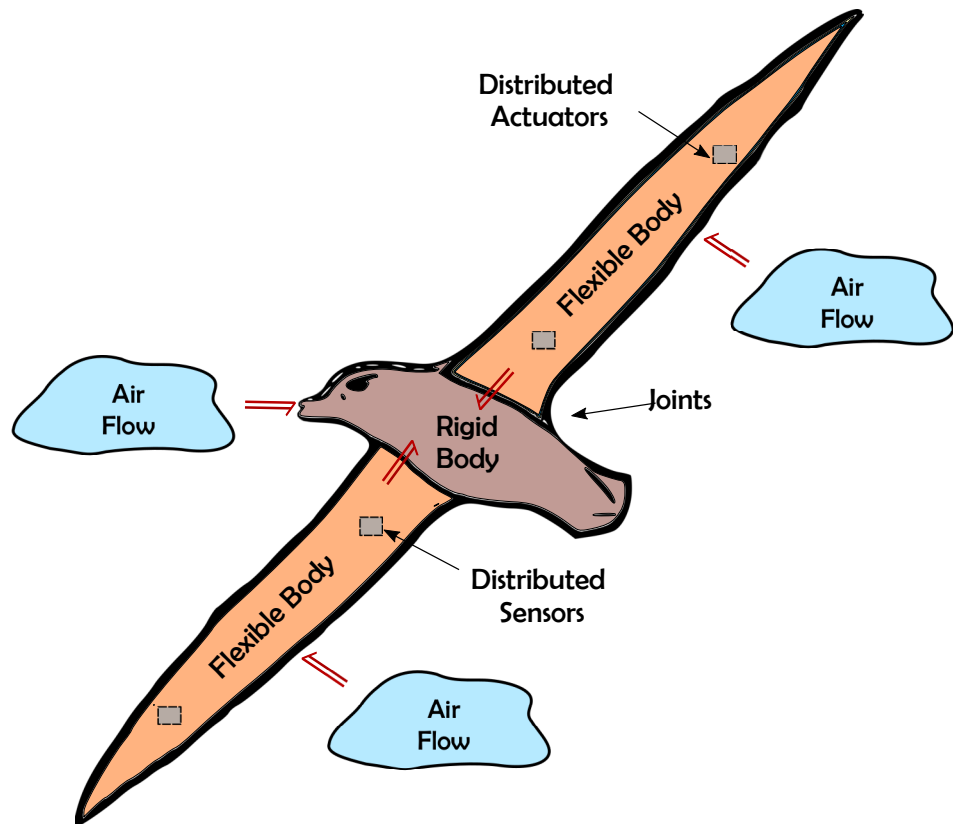 Distributed
Actuators
Flexible Body
Air
Flow
Air
Flow
Joints
Rigid
Body
Distributed
Sensors
Flexible Body
Air
Flow